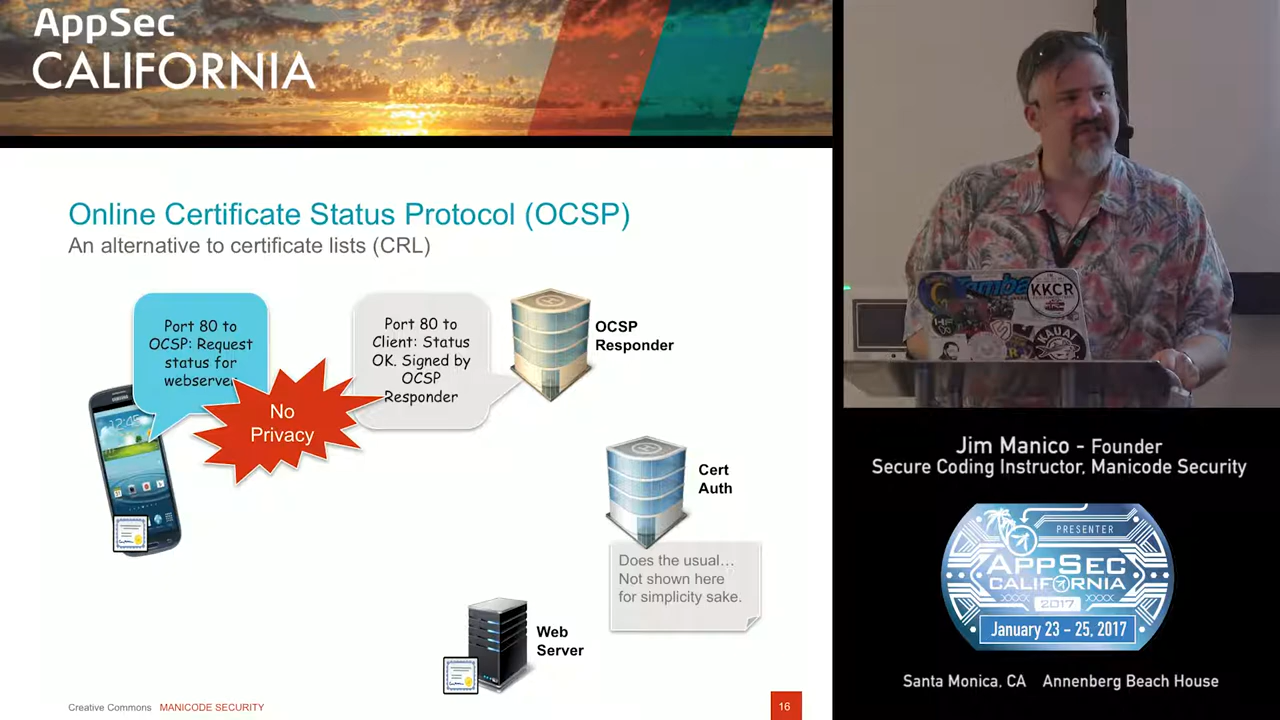 AppSec
CALIFORNIA
Online Certificate Status Protocol (OCSP)
An alternative to certificate lists (CRL)
Port 80 to
OCSP: Request
status for
webserve
No
Privacy
Port 80 to
Client: Status
OK. Signed by
OCSP
Responder
OCSP
Responder
Cert
Auth
Does the usual…
Not shown here
for simplicity sake.
Web
Server
Creative Commons MANICODE SECURITY
16
KKCR
KAUAI
Jim Manico - Founder
Secure Coding Instructor, Manicode Security
PRESENTER
APPSEC
CALIFORNIA
2017
January 23 - 25, 2017
Santa Monica, CA Annenberg Beach House